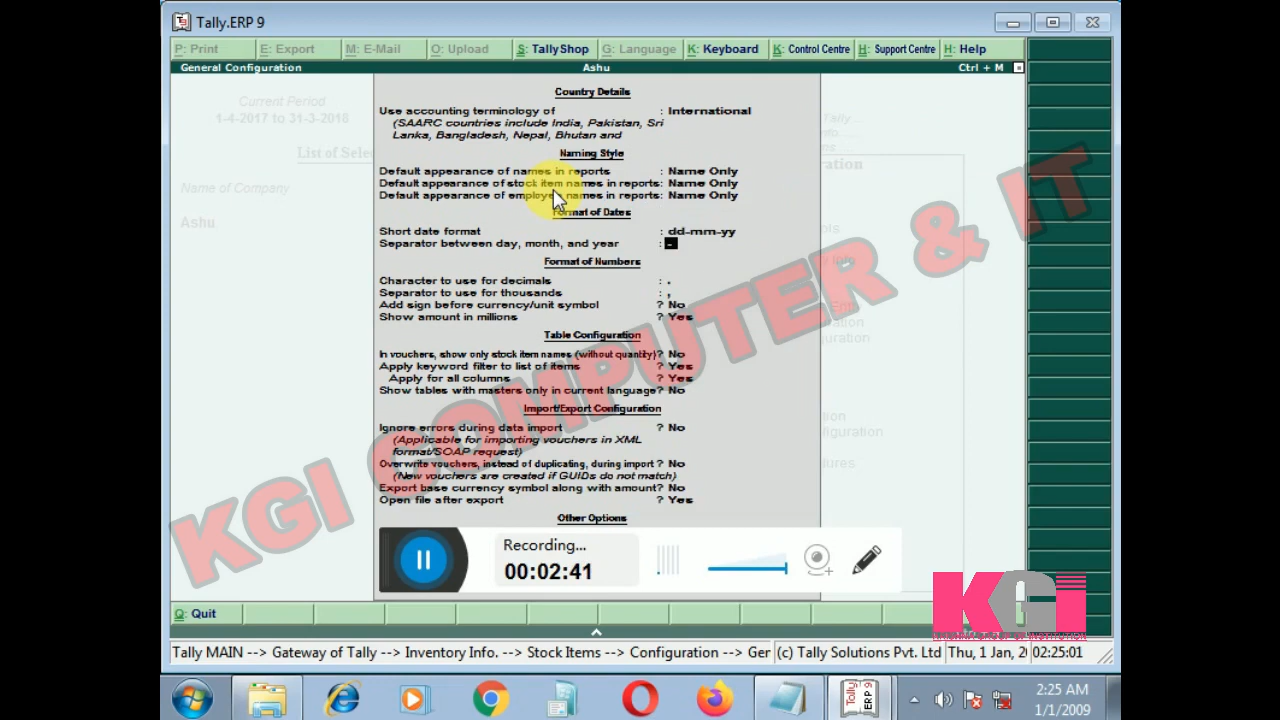 Tally.ERP 9
P: Print E: Export M: E-Mail O: Upload S: TallyShop G: Language K: Keyboard K: Control Centre H: Support Centre H: Help
General Configuration Ashu Ctrl + M
Current Period
1-4-2017 to 31-3-2018
List of Selec
Name of Company
Ashu
Country Details
Use accounting terminology of : International
(SAARC countries include India, Pakistan, Sri
Lanka, Bangladesh, Nepal, Bhutan and
Naming Style
Default appearance of names in reports : Name Only
Default appearance of stock item names in reports: Name Only
Default appearance of employee names in reports: Name Only
Format of Dates
Short date format : dd-mm-yy
Separator between day, month, and year : -
Format of Numbers
Character to use for decimals : .
Separator to use for thousands : ,
Add sign before currency/unit symbol ? No
Show amount in millions ? Yes
Table Configuration
In vouchers, show only stock item names (without quantity)? No
Apply keyword filter to list of items ? Yes
Apply for all columns ? Yes
Show tables with masters only in current language? No
Import/Export Configuration
Ignore errors during data import ? No
(Applicable for importing vouchers in XML
format/SOAP request)
Overwrite vouchers, instead of duplicating, during import ? No
(New vouchers are created if GUIDs do not match)
Export base currency symbol along with amount? No
Open file after export ? Yes
Other Options
KGI COMPUTER & IT
Recording...
00:02:41
KGI
Q: Quit
Tally MAIN --> Gateway of Tally --> Inventory Info. --> Stock Items --> Configuration --> Ger (c) Tally Solutions Pvt. Ltd Thu, 1 Jan, 2 02:25:01
Tally ERP 9
2:25 AM
1/1/2009